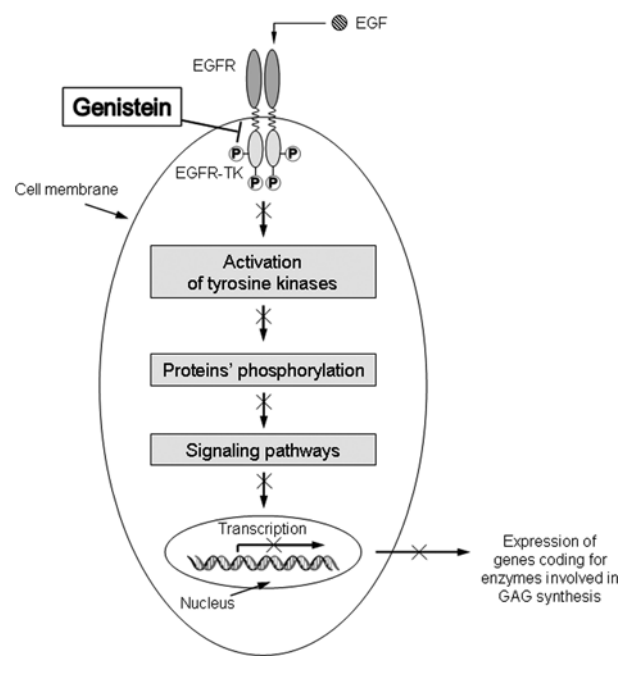 EGF
EGFR
Genistein
P
P
EGFR-TK
P
P
Cell membrane
Activation
of tyrosine kinases
Proteins' phosphorylation
Signaling pathways
Transcription
Nucleus
Expression of
genes coding for
enzymes involved in
GAG synthesis